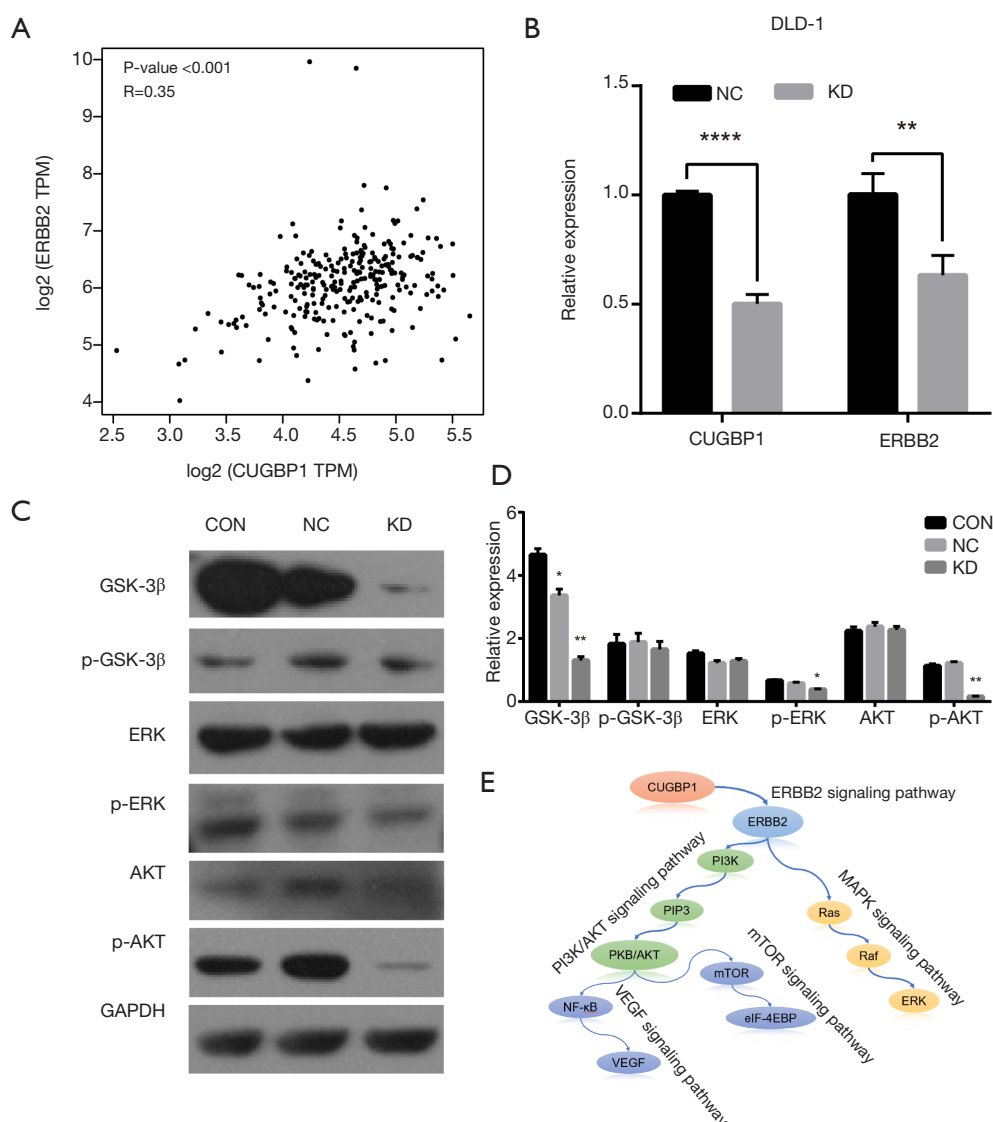 A
P-value <0.001
R=0.35
log2 (ERBB2 TPM)
10
9
8
7
6
5
4
2.5 3.0 3.5 4.0 4.5 5.0 5.5
log2 (CUGBP1 TPM)
B
DLD-1
NC KD
Relative expression
1.5
1.0
0.5
0.0
****
**
CUGBP1 ERBB2
C
CON NC KD
GSK-3β
p-GSK-3β
ERK
p-ERK
AKT
p-AKT
GAPDH
D
Relative expression
6
4
2
0
CON
NC
KD
*
**
*
**
GSK-3β p-GSK-3β ERK p-ERK AKT p-AKT
E
CUGBP1
ERBB2 signaling pathway
ERBB2
PI3K
PIP3
PKB/AKT
PI3K/AKT signaling pathway
Ras
Raf
ERK
MAPK signaling pathway
mTOR
eIF-4EBP
mTOR signaling pathway
NF-κB
VEGF
VEGF signaling pathway